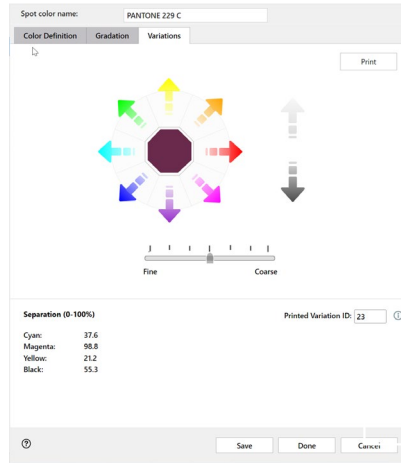 Spot color name: PANTONE 229 C
Color Definition Gradation Variations
Print
Fine Coarse
Separation (0-100%) Printed Variation ID: 23
Cyan: 37.6
Magenta: 98.8
Yellow: 21.2
Black: 55.3
Save Done Cancel